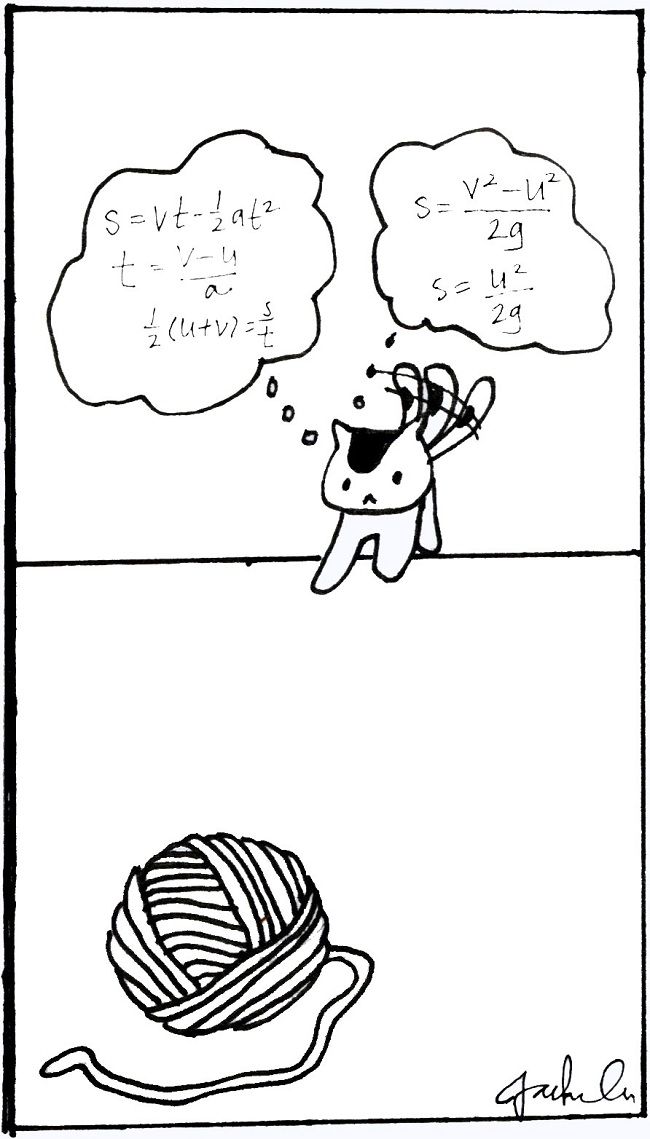 s = vt - ½at²
t = (v - u)/a
½(u + v) = s/t
s = (v² - u²)/2g
s = u²/2g